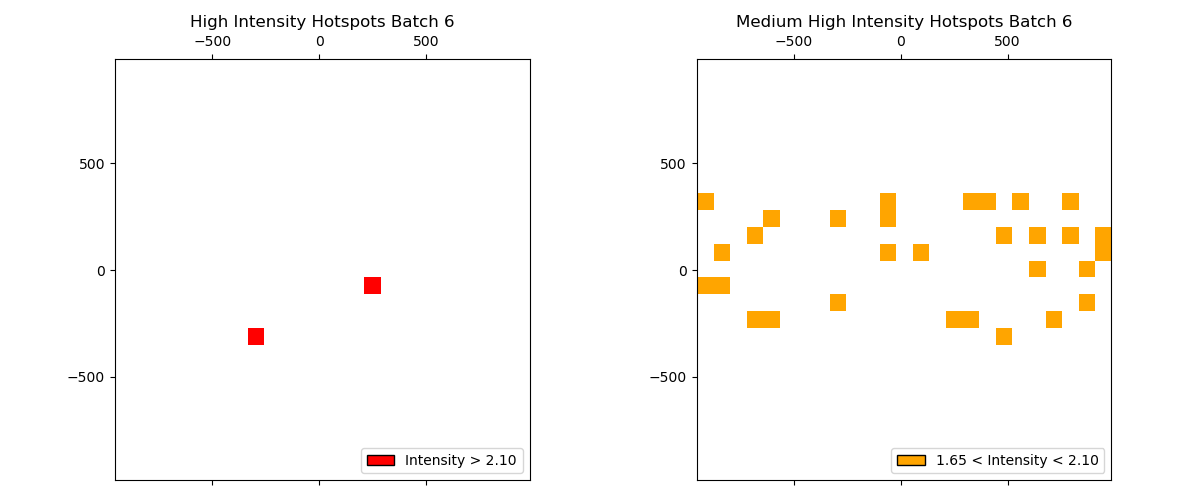 High Intensity Hotspots Batch 6
−500 0 500
500
0
−500
Intensity > 2.10
Medium High Intensity Hotspots Batch 6
−500 0 500
500
0
−500
1.65 < Intensity < 2.10